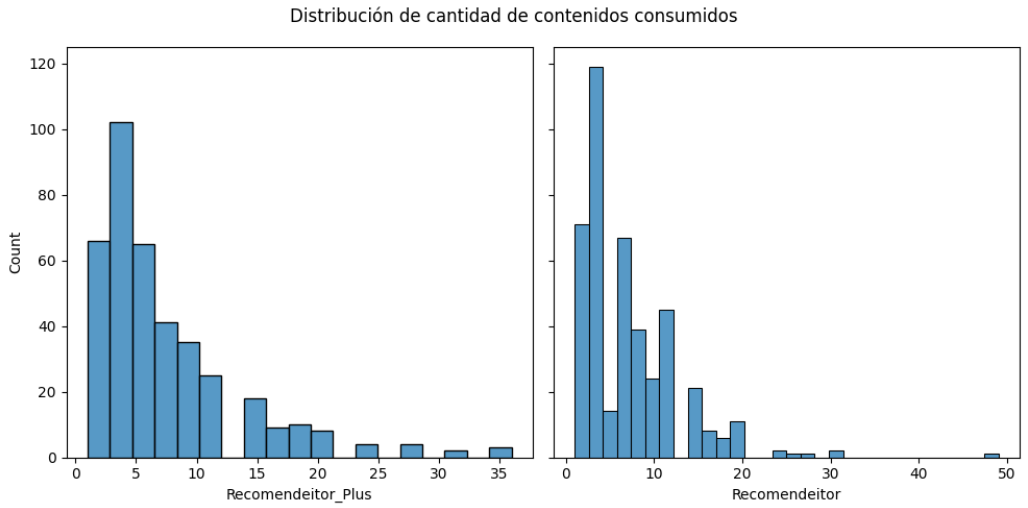 Distribución de cantidad de contenidos consumidos
Count
120
100
80
60
40
20
0
0 5 10 15 20 25 30 35
Recomendeitor_Plus
0 10 20 30 40 50
Recomendeitor